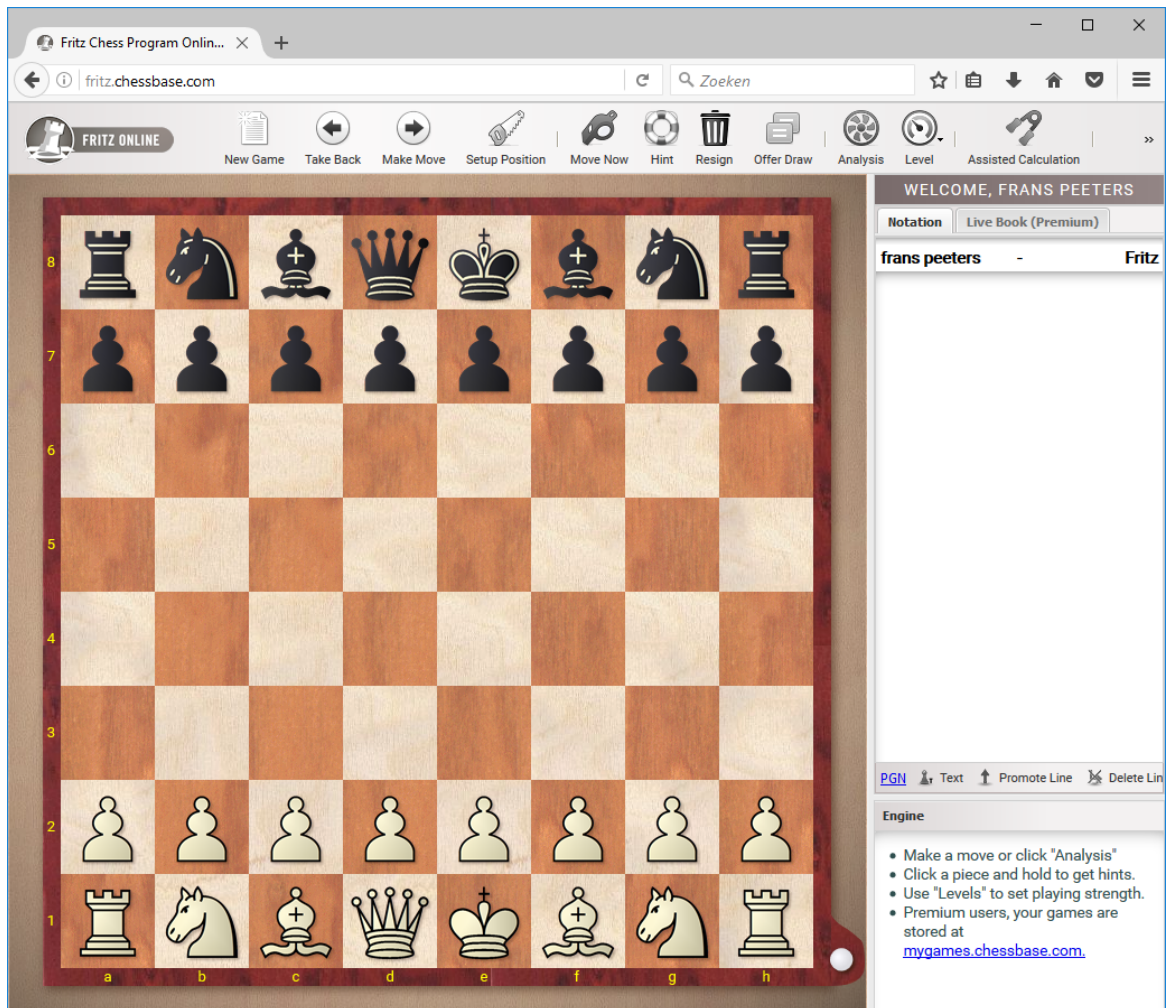 Fritz Chess Program Onlin...
fritz.chessbase.com
Zoeken
FRITZ ONLINE
New Game Take Back Make Move Setup Position Move Now Hint Resign Offer Draw Analysis Level Assisted Calculation »
WELCOME, FRANS PEETERS
Notation Live Book (Premium)
frans peeters - Fritz
8
7
6
5
4
3
2
1
a b c d e f g h
PGN Text Promote Line Delete Lin
Engine
Make a move or click "Analysis"
Click a piece and hold to get hints.
Use "Levels" to set playing strength.
Premium users, your games are
stored at
mygames.chessbase.com.